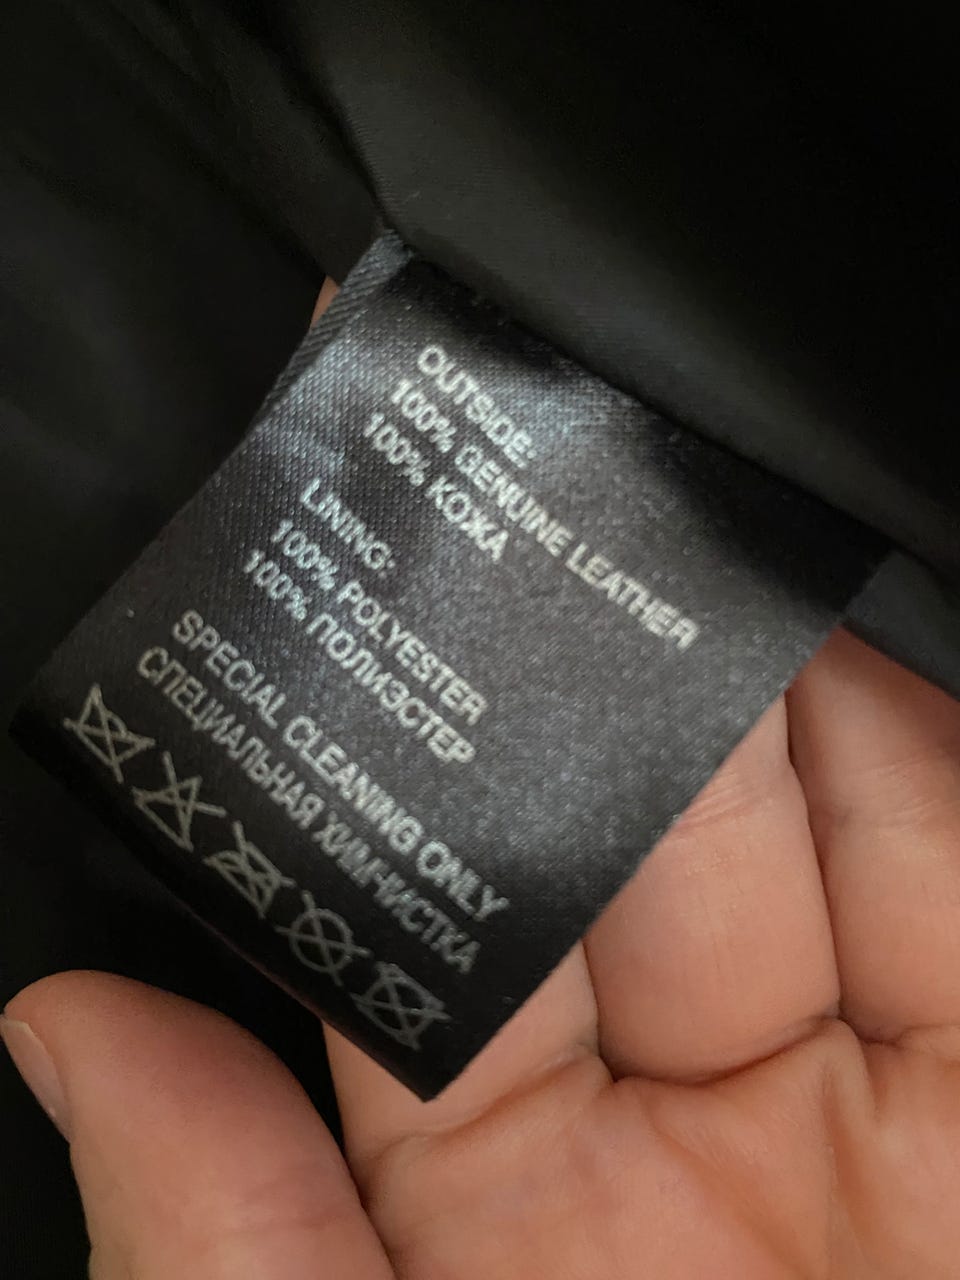 OUTSIDE:
100% GENUINE LEATHER
100% КОЖА
LINING:
100% POLYESTER
100% ПОЛИЭСТЕР
SPECIAL CLEANING ONLY
СПЕЦИАЛЬНАЯ ХИМЧИСТКА